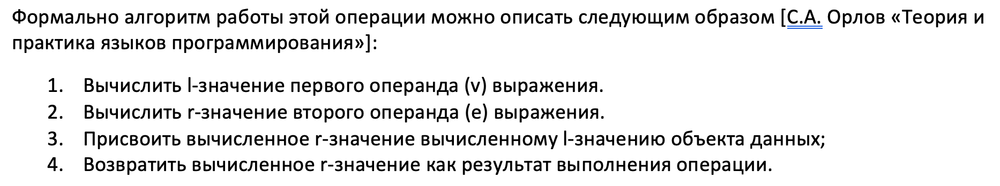 Формально алгоритм работы этой операции можно описать следующим образом [С.А. Орлов «Теория и
практика языков программирования»]:
1. Вычислить l-значение первого операнда (v) выражения.
2. Вычислить r-значение второго операнда (e) выражения.
3. Присвоить вычисленное r-значение вычисленному l-значению объекта данных;
4. Возвратить вычисленное r-значение как результат выполнения операции.